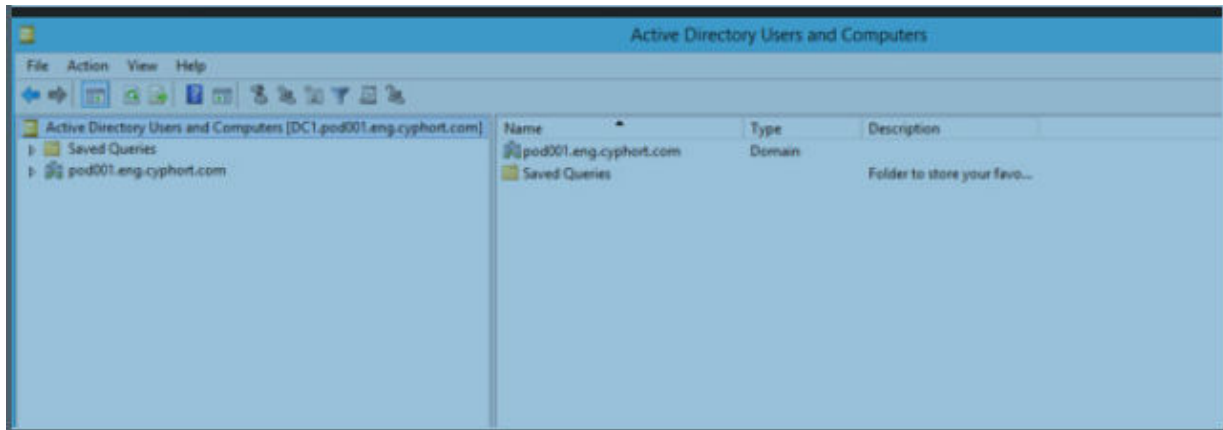 Active Directory Users and Computers
File Action View Help
Active Directory Users and Computers [DC1.pod001.eng.cyphort.com]
Saved Queries
pod001.eng.cyphort.com
Name Type Description
pod001.eng.cyphort.com Domain
Saved Queries Folder to store your favo...